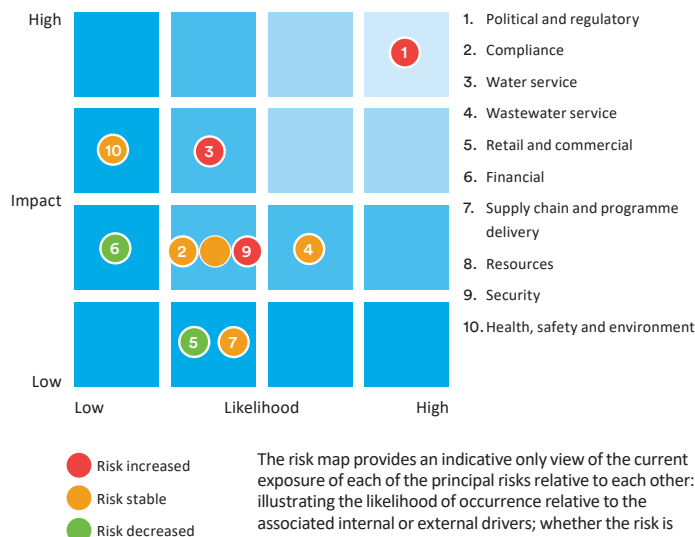 High
1
10
3
Impact
6
2
9
4
5
7
Low
Low
Likelihood
High
1. Political and regulatory
2. Compliance
3. Water service
4. Wastewater service
5. Retail and commercial
6. Financial
7. Supply chain and programme
delivery
8. Resources
9. Security
10. Health, safety and environment
Risk increased
Risk stable
Risk decreased
The risk map provides an indicative only view of the current
exposure of each of the principal risks relative to each other:
illustrating the likelihood of occurrence relative to the
associated internal or external drivers; whether the risk is